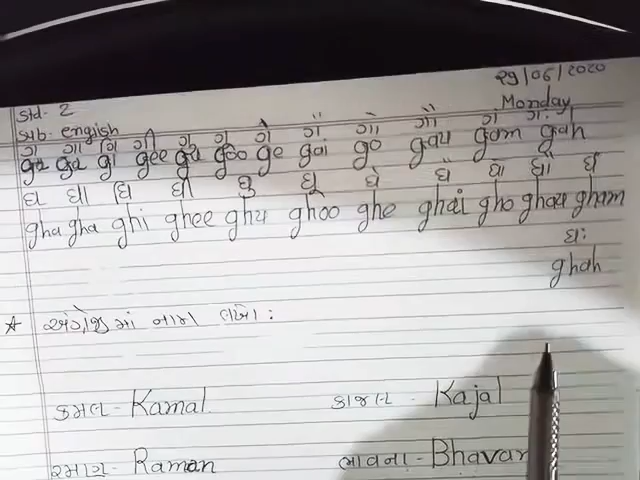 29/06/2020
Std- 2
Monday
Sub- engish
ગ ગા ગિ ગી ગુ ગૂ ગે ગૈ ગો ગૌ ગં ગઃ
ga ga gi gee gu goo ge gai go gau gam gah
ઘ ઘા ઘિ ઘી ઘુ ઘૂ ઘે ઘૈ ઘો ઘૌ ઘં
gha gha ghi ghee ghu ghoo ghe ghai gho ghau gham
ઘઃ
ghah
★ અંગ્રેજીમાં નામ લખો :
કમલ - Kamal કાજલ - Kajal
રમણ - Raman ભાવના - Bhavan